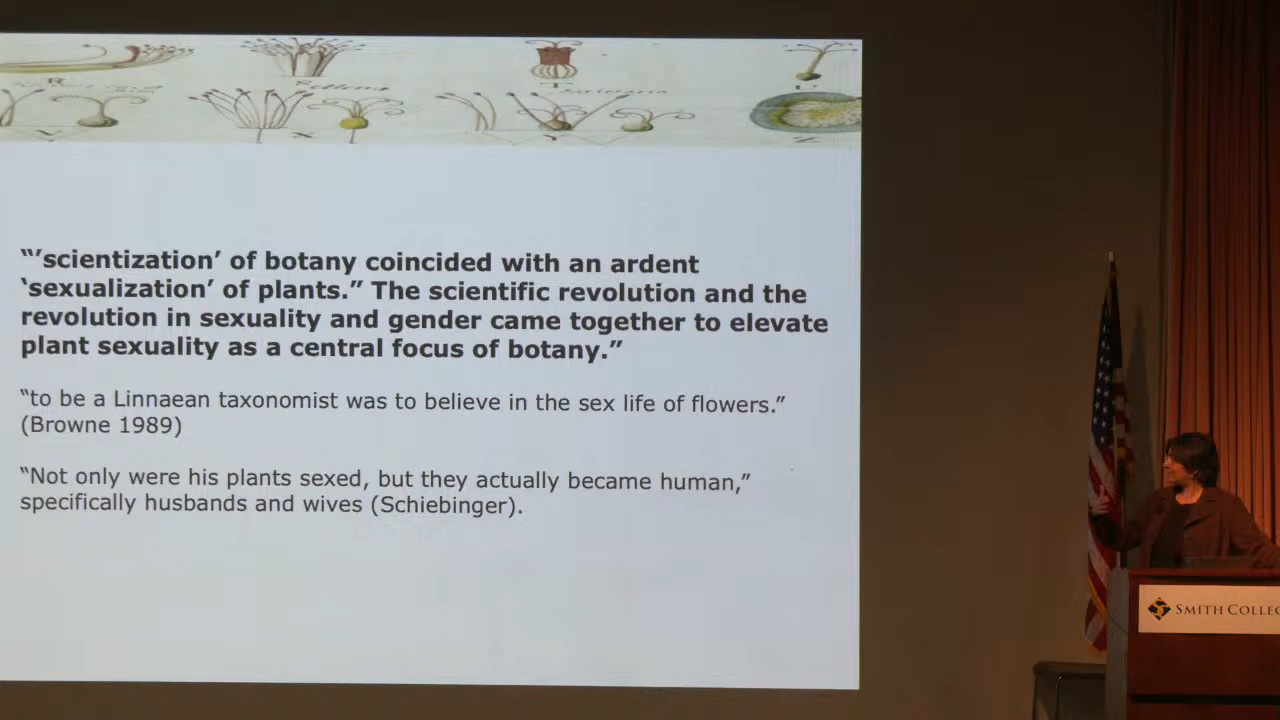 “‘scientization’ of botany coincided with an ardent
‘sexualization’ of plants.” The scientific revolution and the
revolution in sexuality and gender came together to elevate
plant sexuality as a central focus of botany.”
“to be a Linnaean taxonomist was to believe in the sex life of flowers.”
(Browne 1989)
“Not only were his plants sexed, but they actually became human,”
specifically husbands and wives (Schiebinger).
SMITH COLLEG